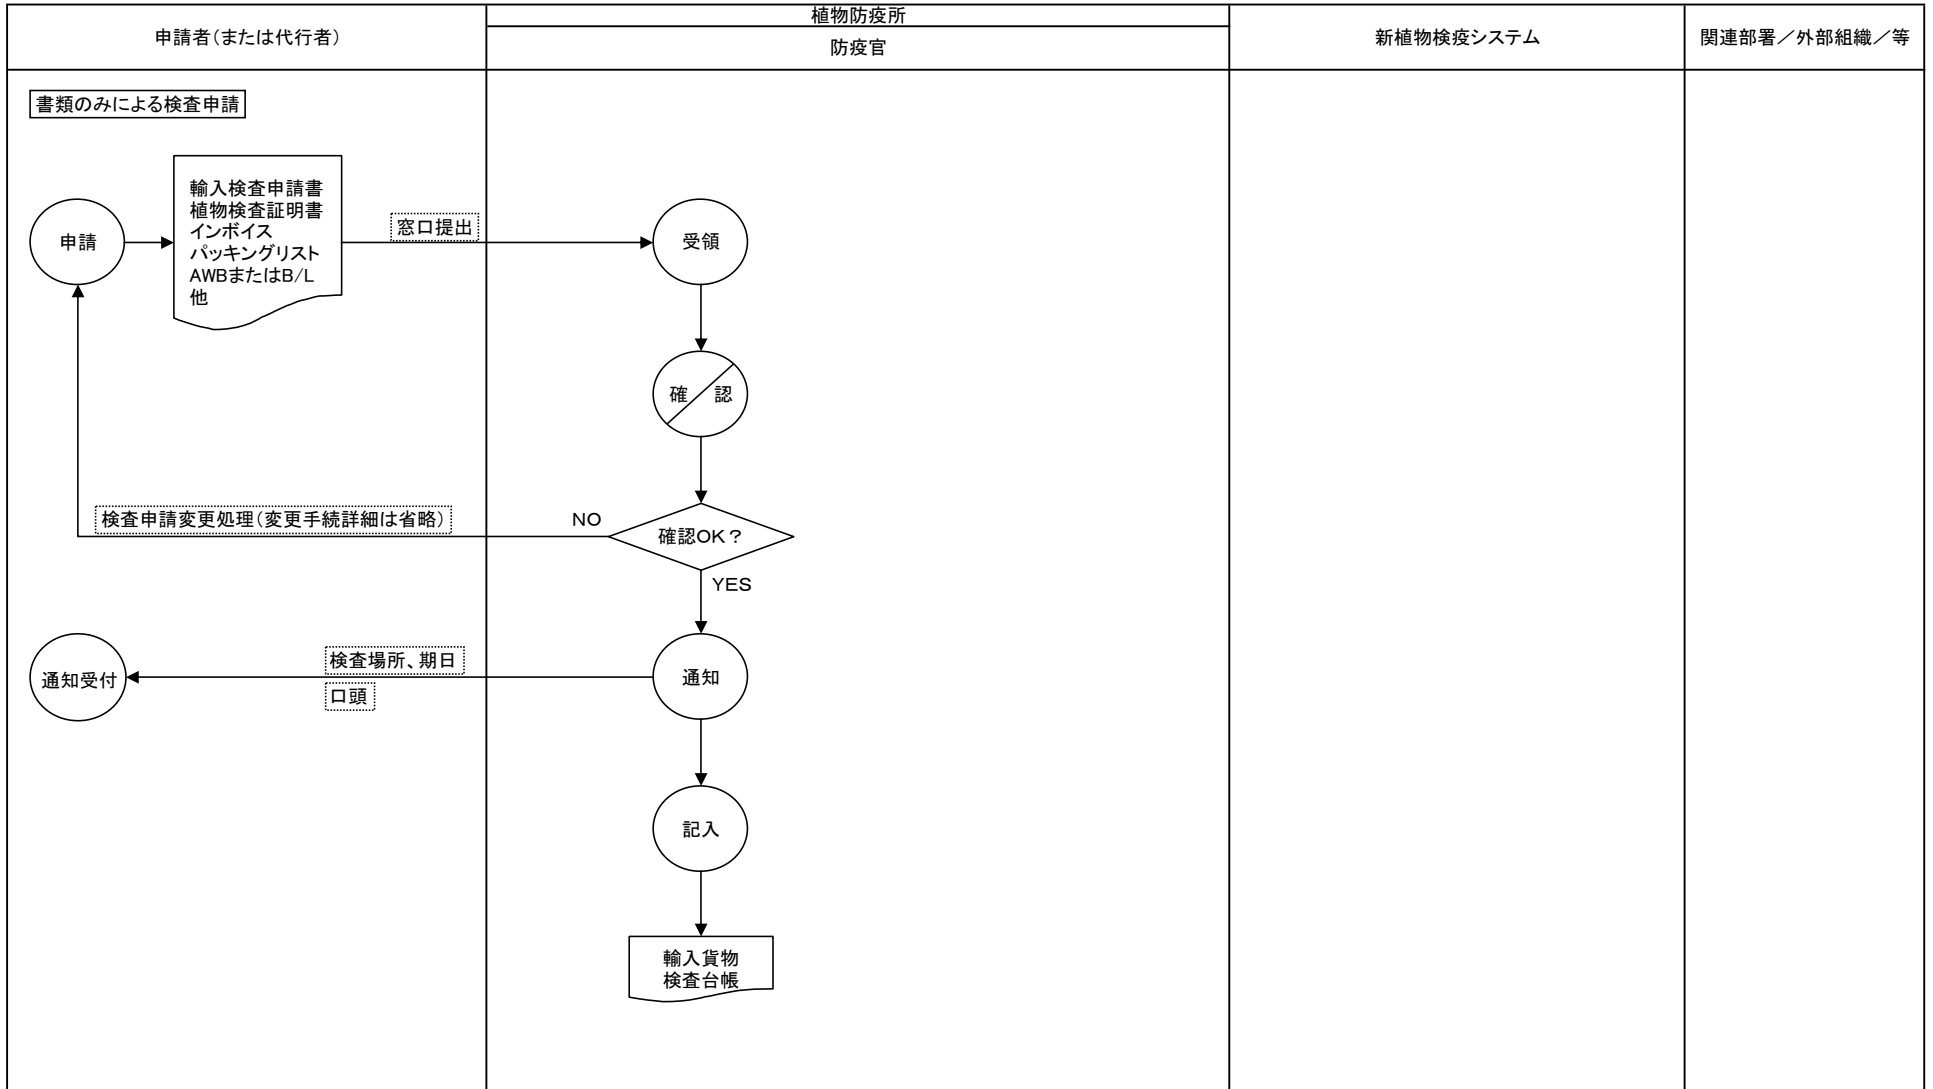 申請者（または代行者）
植物防疫所
防疫官
新植物検疫システム
関連部署／外部組織／等
書類のみによる検査申請
申請
輸入検査申請書
植物検査証明書
インボイス
パッキングリスト
AWBまたはB/L
他
窓口提出
受領
確 認
検査申請変更処理（変更手続詳細は省略）
NO
確認OK？
YES
通知受付
検査場所、期日
口頭
通知
記入
輸入貨物
検査台帳